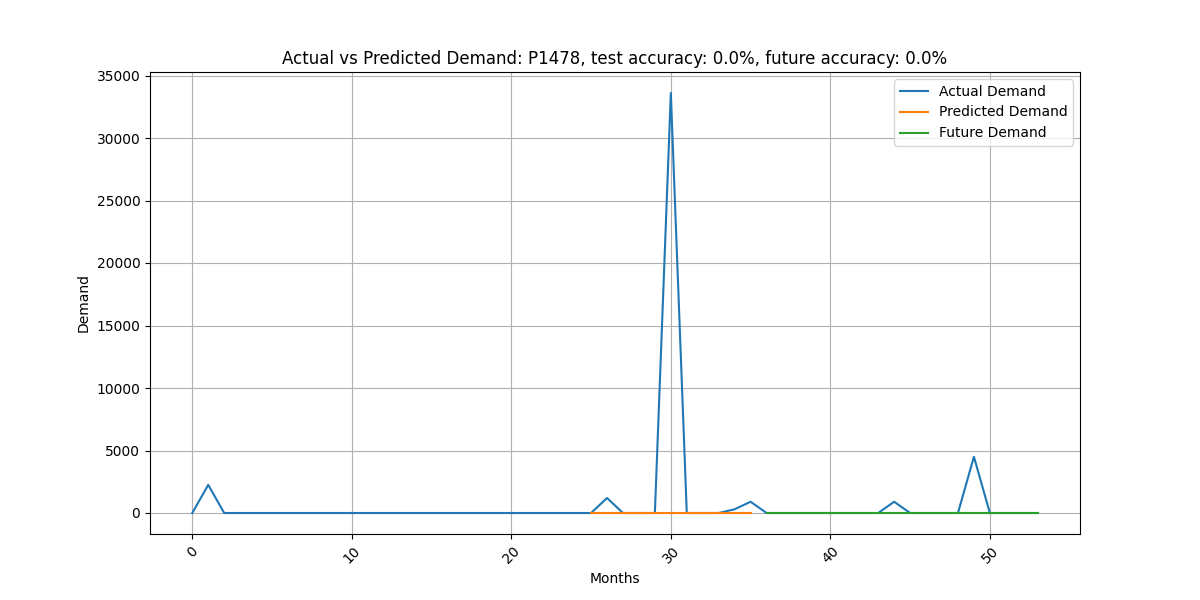 Actual vs Predicted Demand: P1478, test accuracy: 0.0%, future accuracy: 0.0%
35000
30000
25000
20000
15000
10000
5000
0
Demand
Actual Demand
Predicted Demand
Future Demand
0
10
20
30
40
50
Months